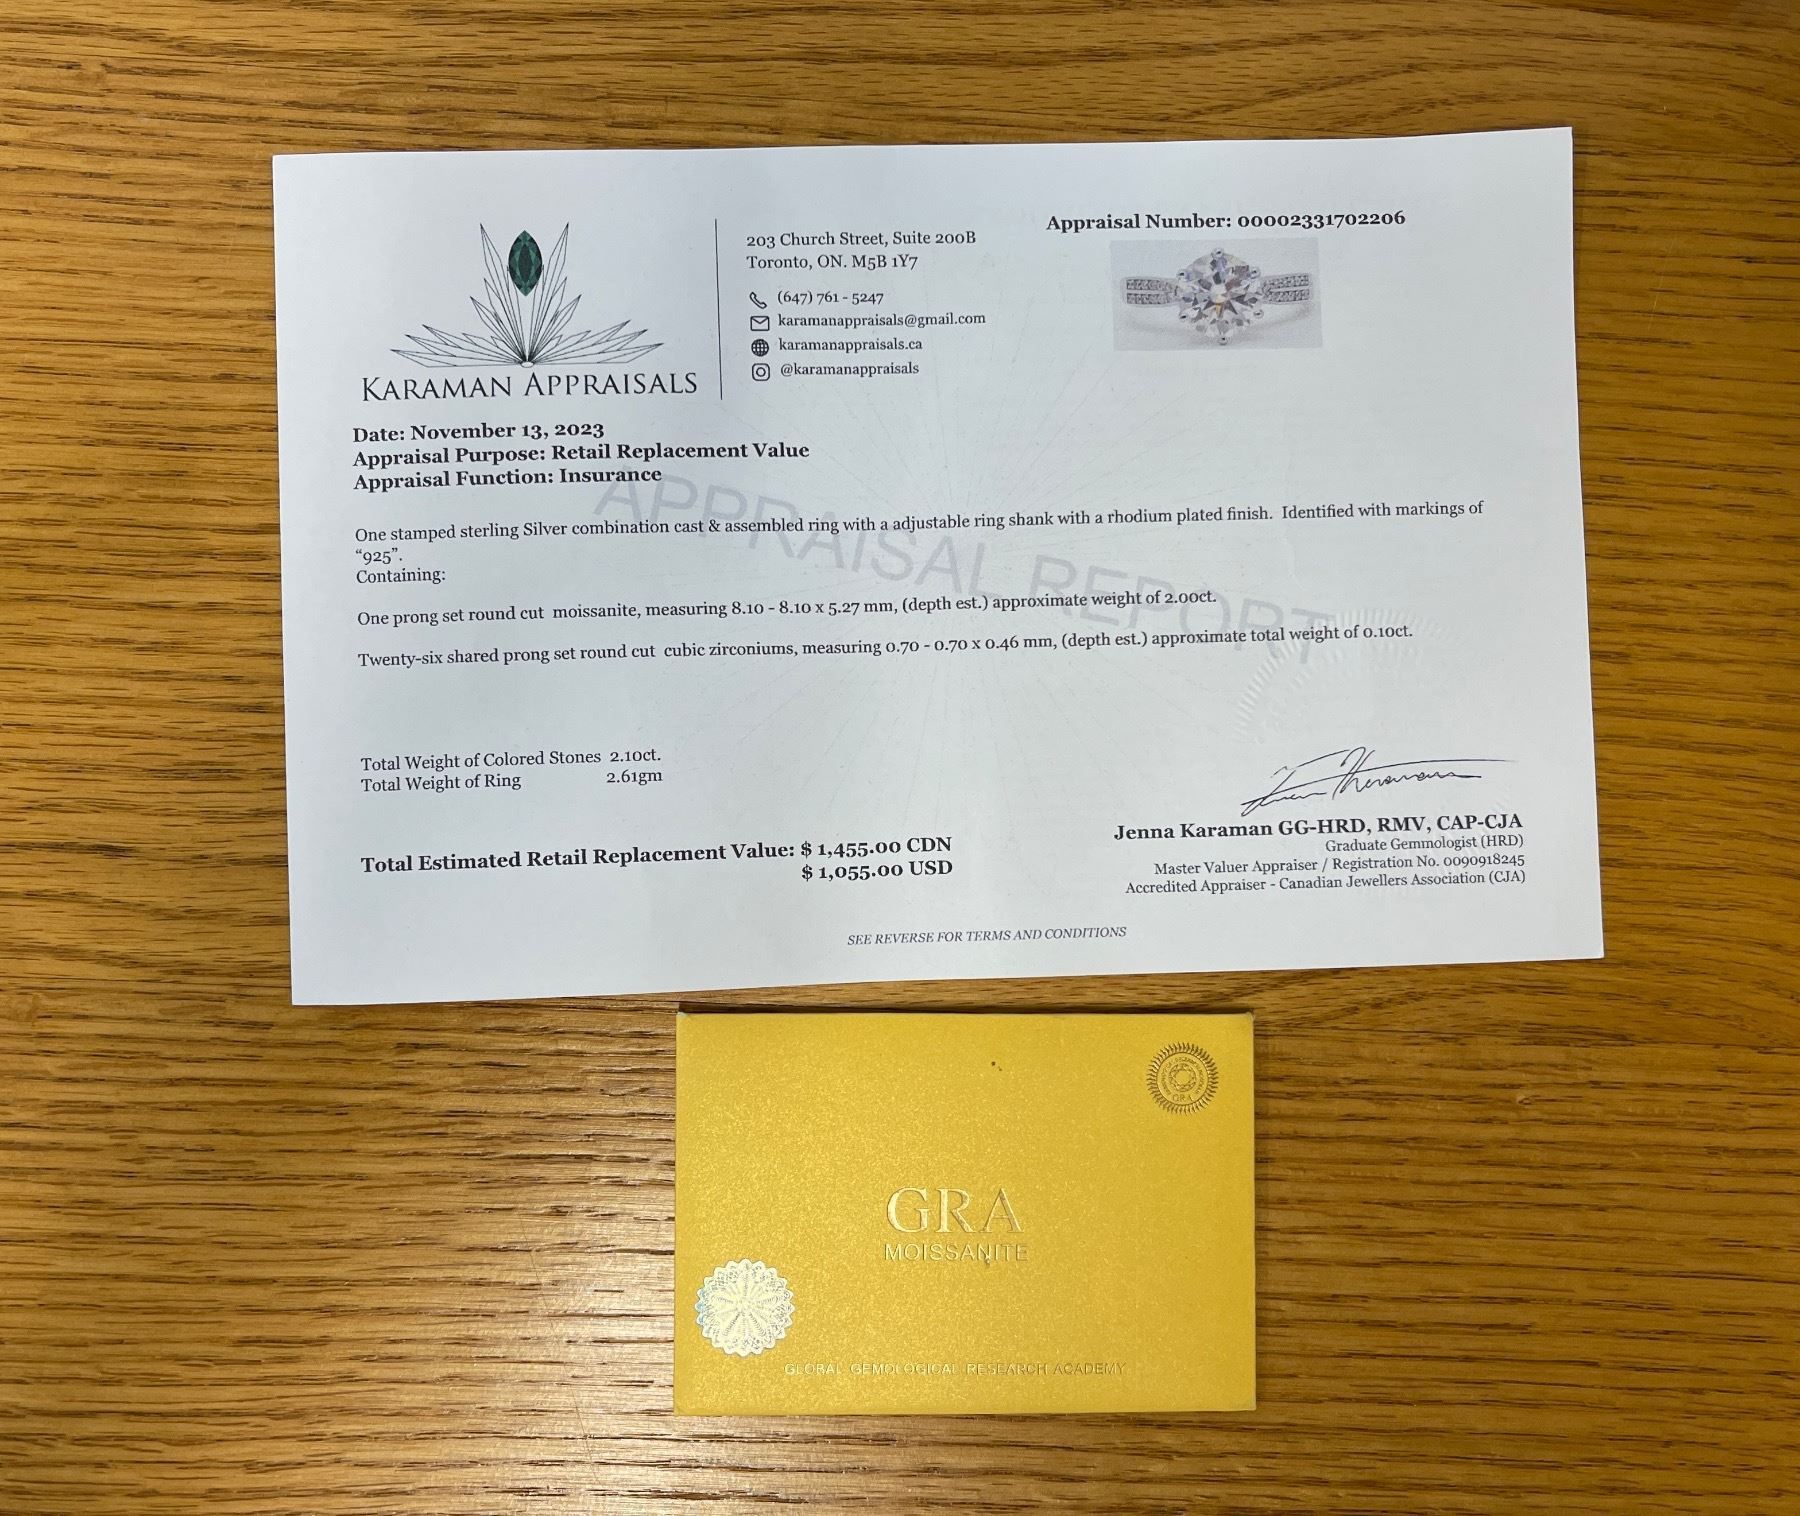 KARAMAN APPRAISALS
203 Church Street, Suite 200B
Toronto, ON. M5B 1Y7
(647) 761 - 5247
karamanappraisals@gmail.com
karamanappraisals.ca
@karamanappraisals
Appraisal Number: 00002331702206
Date: November 13, 2023
Appraisal Purpose: Retail Replacement Value
Appraisal Function: Insurance
APPRAISAL REPORT
One stamped sterling Silver combination cast & assembled ring with a adjustable ring shank with a rhodium plated finish. Identified with markings of
“925”.
Containing:
One prong set round cut moissanite, measuring 8.10 - 8.10 x 5.27 mm, (depth est.) approximate weight of 2.00ct.
Twenty-six shared prong set round cut cubic zirconiums, measuring 0.70 - 0.70 x 0.46 mm, (depth est.) approximate total weight of 0.10ct.
Total Weight of Colored Stones 2.10ct.
Total Weight of Ring 2.61gm
Total Estimated Retail Replacement Value: $ 1,455.00 CDN
$ 1,055.00 USD
Jenna Karaman GG-HRD, RMV, CAP-CJA
Graduate Gemmologist (HRD)
Master Valuer Appraiser / Registration No. 0090918245
Accredited Appraiser - Canadian Jewellers Association (CJA)
SEE REVERSE FOR TERMS AND CONDITIONS
GRA
GRA
MOISSANITE
GLOBAL GEMOLOGICAL RESEARCH ACADEMY